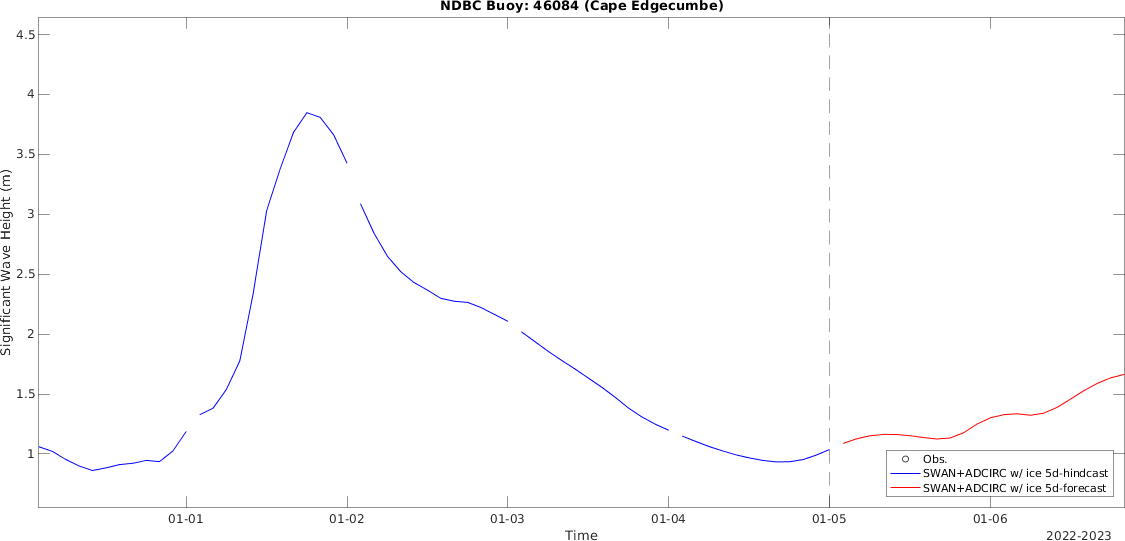 NDBC Buoy: 46084 (Cape Edgecumbe)
4.5
4
3.5
3
2.5
2
1.5
1
Significant Wave Height (m)
01-01
01-02
01-03
01-04
01-05
01-06
Time
2022-2023
Obs.
SWAN+ADCIRC w/ ice 5d-hindcast
SWAN+ADCIRC w/ ice 5d-forecast